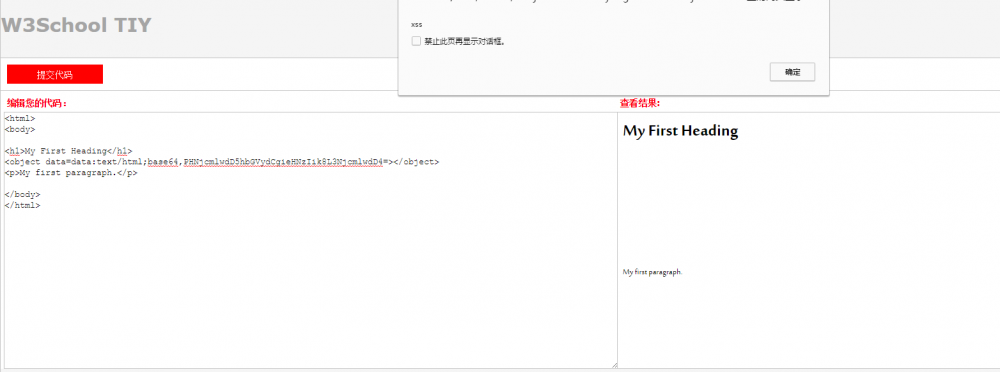 W3School TIY
xss
禁止此页再显示对话框。
确定
提交代码
编辑您的代码：
查看结果:
<html>
<body>
<h1>My First Heading</h1>
<object data=data:text/html;base64,PHNjcmlwdD5hbGVydCgieHNzIik8L3NjcmlwdD4=></object>
<p>My first paragraph.</p>
</body>
</html>
My First Heading
My first paragraph.